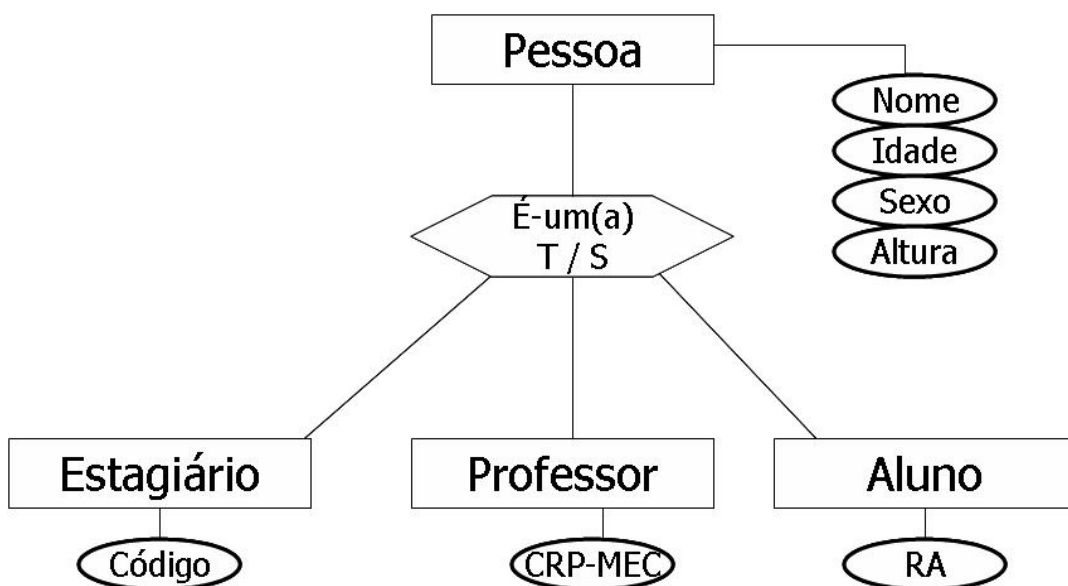 Pessoa
Nome
Idade
Sexo
Altura
É-um(a)
T / S
Estagiário
Professor
Aluno
Código
CRP-MEC
RA